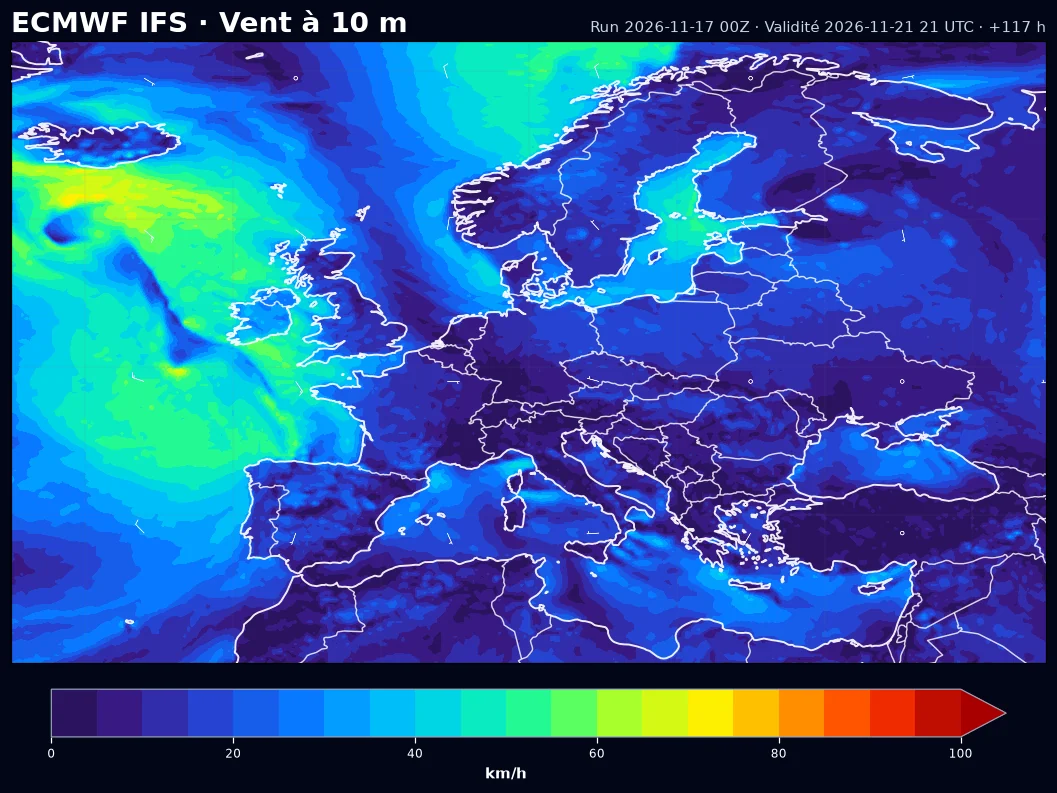 ECMWF IFS · Vent à 10 m
Run 2026-11-17 00Z · Validité 2026-11-21 21 UTC · +117 h
0 20 40 60 80 100
km/h